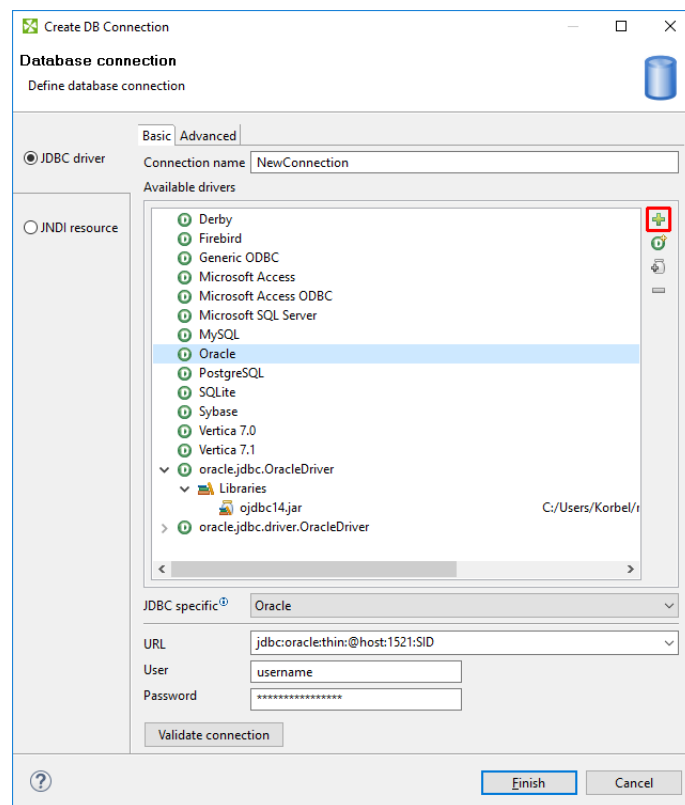 Create DB Connection
Database connection
Define database connection
Basic Advanced
JDBC driver
JNDI resource
Connection name NewConnection
Available drivers
Derby
Firebird
Generic ODBC
Microsoft Access
Microsoft Access ODBC
Microsoft SQL Server
MySQL
Oracle
PostgreSQL
SQLite
Sybase
Vertica 7.0
Vertica 7.1
oracle.jdbc.OracleDriver
Libraries
ojdbc14.jar C:/Users/Korbel/
oracle.jdbc.driver.OracleDriver
JDBC specific Oracle
URL jdbc:oracle:thin:@host:1521:SID
User username
Password ****************
Validate connection
Finish Cancel